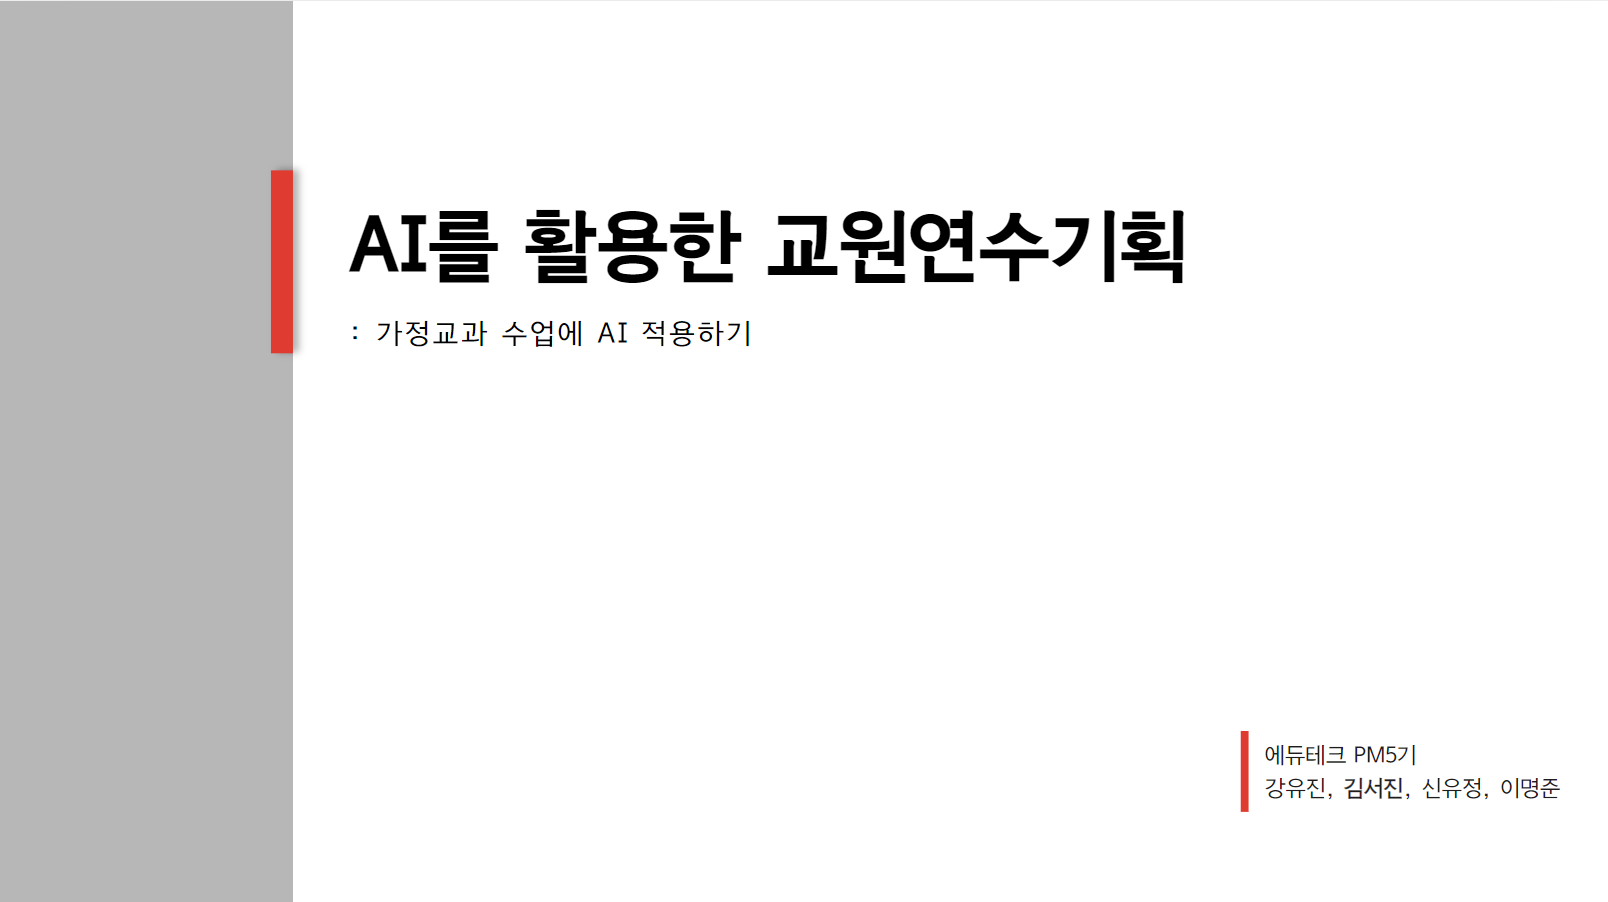 AI를 활용한 교원연수기획
: 가정교과 수업에 AI 적용하기
에듀테크 PM5기
강유진, 김서진, 신유정, 이명준